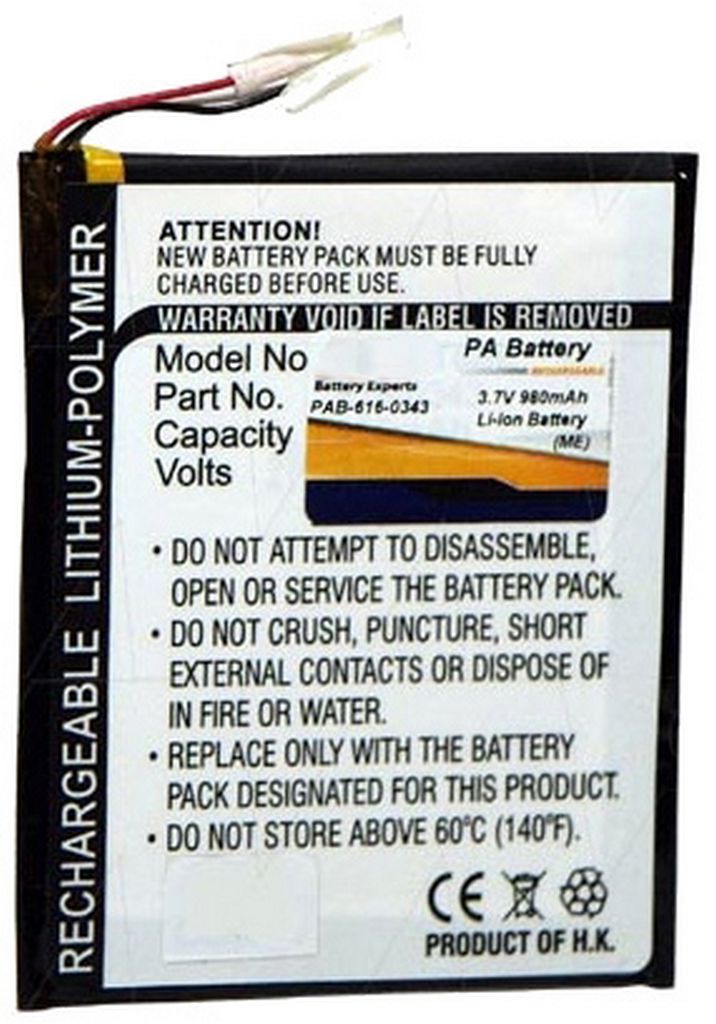 RECHARGEABLE LITHIUM-POLYMER
ATTENTION!
NEW BATTERY PACK MUST BE FULLY
CHARGED BEFORE USE.
WARRANTY VOID IF LABEL IS REMOVED
Model No
Part No.
Capacity
Volts
PA Battery
RECHARGEABLE
Battery Experts
PAB-616-0343
3.7V 980mAh
Li-ion Battery
(ME)
• DO NOT ATTEMPT TO DISASSEMBLE,
OPEN OR SERVICE THE BATTERY PACK.
• DO NOT CRUSH, PUNCTURE, SHORT
EXTERNAL CONTACTS OR DISPOSE OF
IN FIRE OR WATER.
• REPLACE ONLY WITH THE BATTERY
PACK DESIGNATED FOR THIS PRODUCT.
• DO NOT STORE ABOVE 60°C (140°F).
CE
PRODUCT OF H.K.